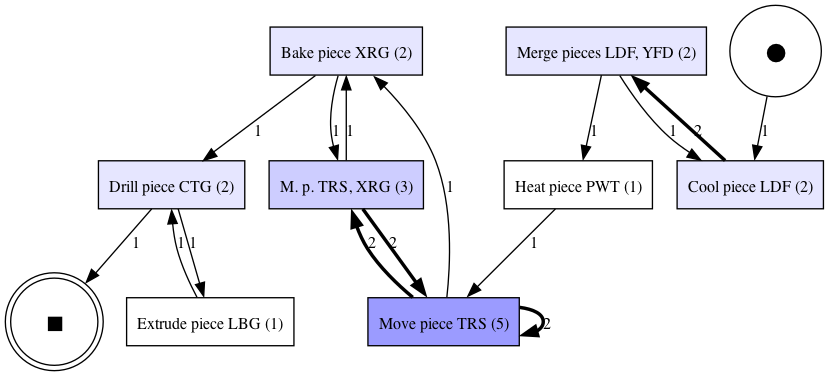 Bake piece XRG (2)
Merge pieces LDF, YFD (2)
1
1
1
1
1
2
1
Drill piece CTG (2)
M. p. TRS, XRG (3)
Heat piece PWT (1)
Cool piece LDF (2)
1
1
1
2
2
1
1
Extrude piece LBG (1)
Move piece TRS (5)
2